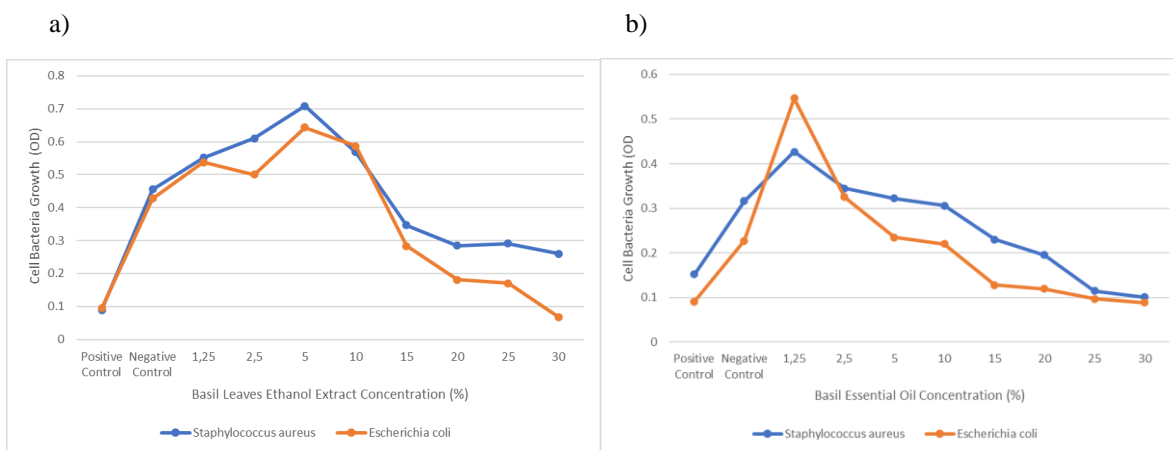 a)
b)
0.8
0.7
0.6
0.5
0.4
0.3
0.2
0.1
0
Cell Bacteria Growth (OD)
Positive Control
Negative Control
1,25
2,5
5
10
15
20
25
30
Basil Leaves Ethanol Extract Concentration (%)
Staphylococcus aureus
Escherichia coli
0.6
0.5
0.4
0.3
0.2
0.1
0
Cell Bacteria Growth (OD
Positive Control
Negative Control
1,25
2,5
5
10
15
20
25
30
Basil Essential Oil Concentration (%)
Staphylococcus aureus
Escherichia coli